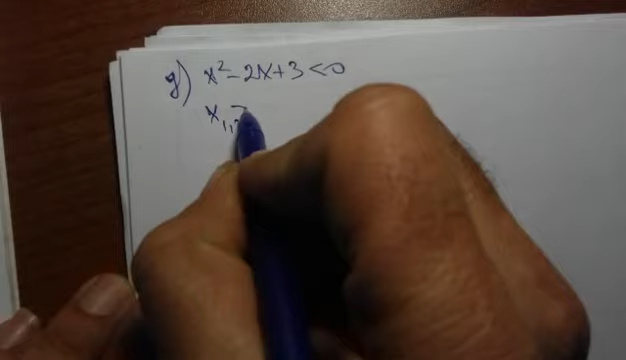 g) x² - 2x + 3 < 0
x₁,₂ =